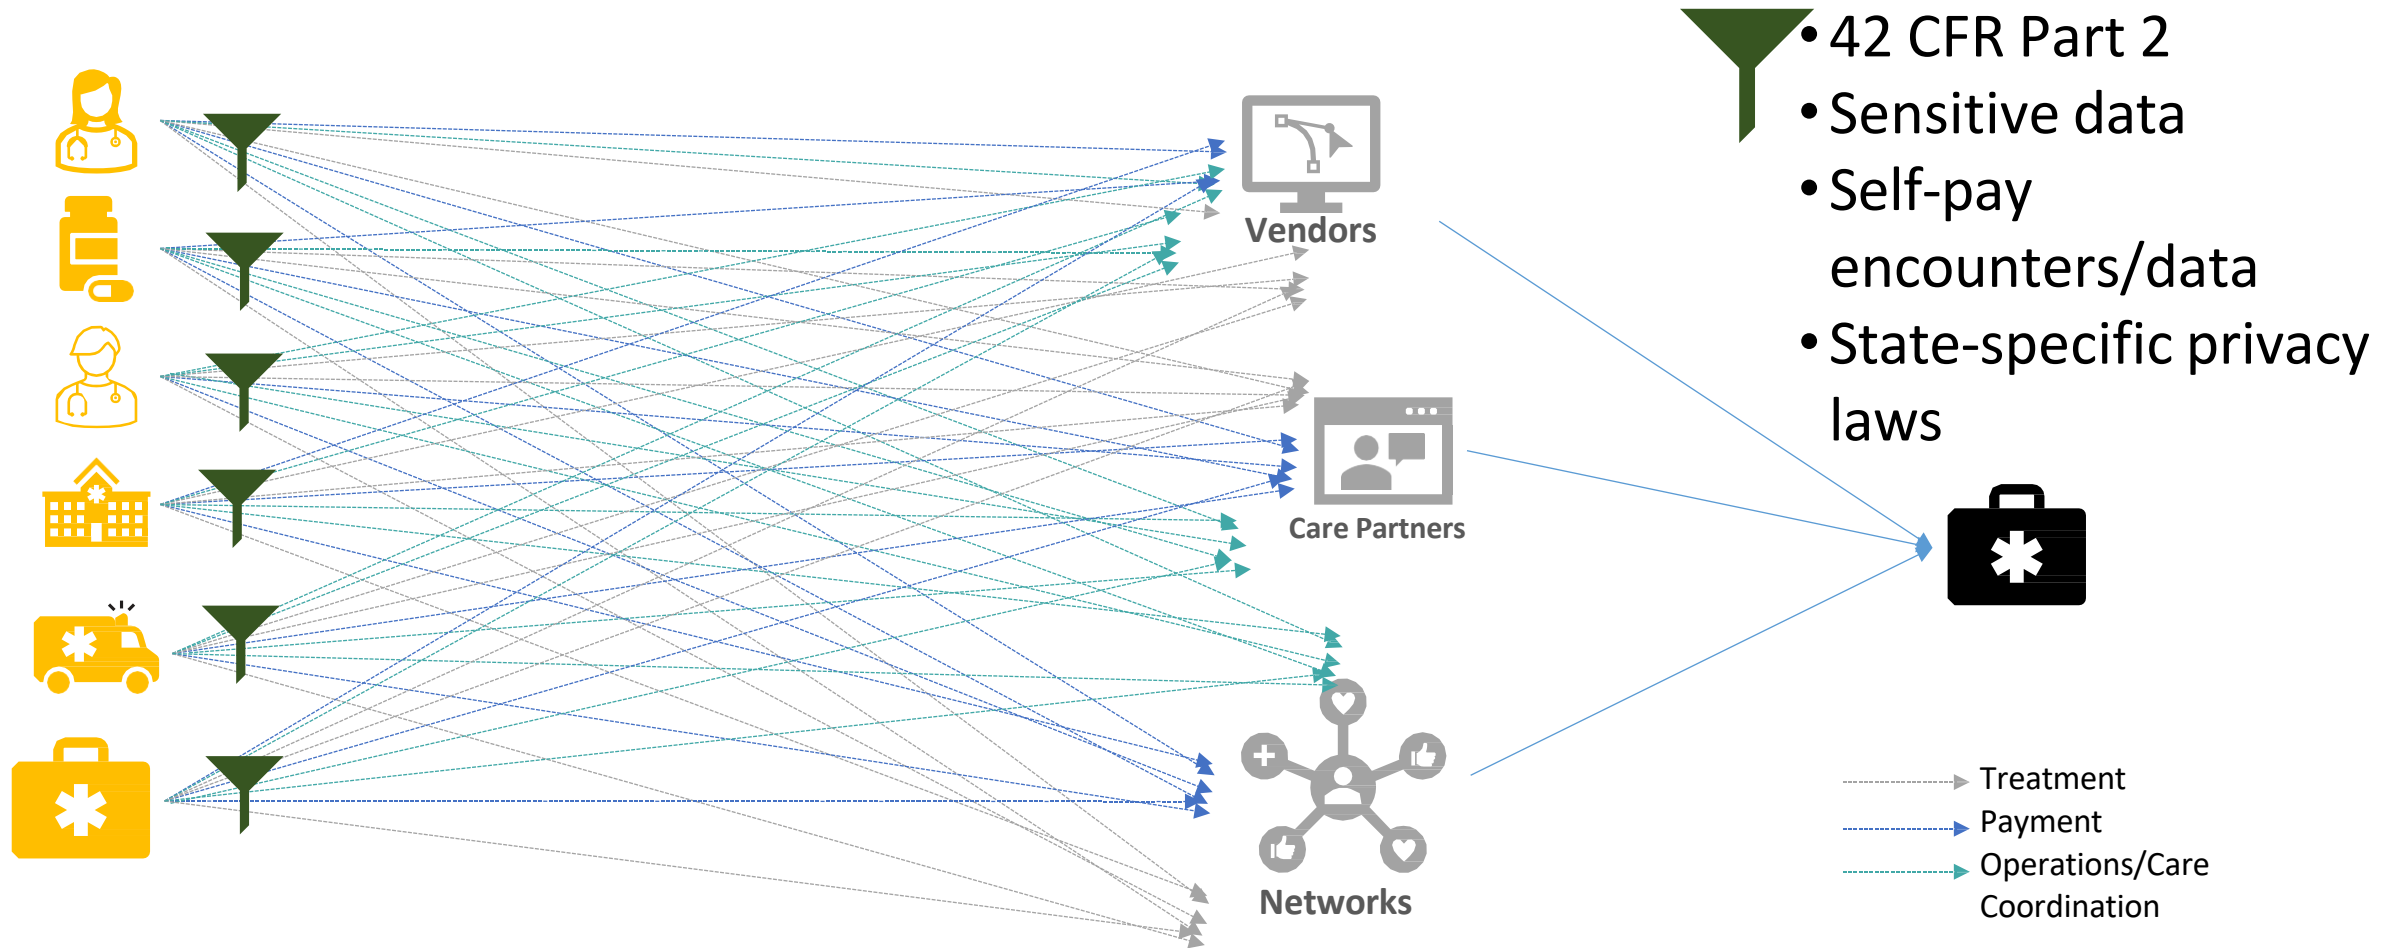 • 42 CFR Part 2
• Sensitive data
• Self-pay
encounters/data
• State-specific privacy
laws
Vendors
Care Partners
Networks
Treatment
Payment
Operations/Care
Coordination